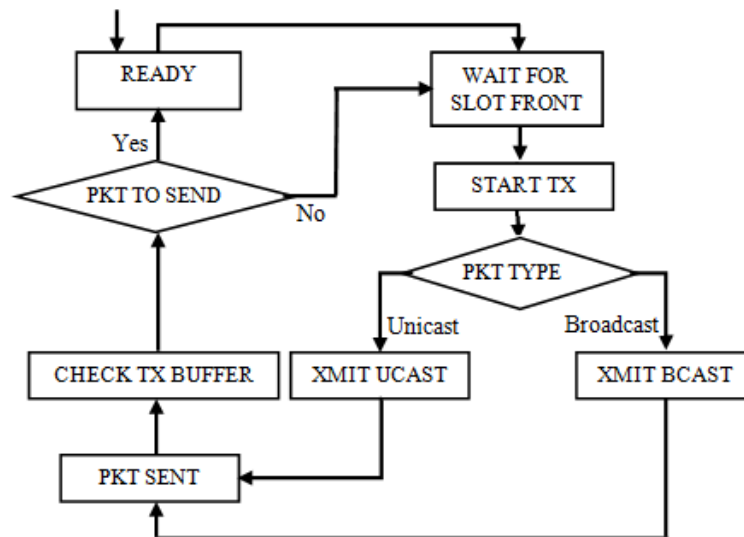 READY
WAIT FOR
SLOT FRONT
Yes
PKT TO SEND
No
START TX
PKT TYPE
Unicast
Broadcast
CHECK TX BUFFER
XMIT UCAST
XMIT BCAST
PKT SENT